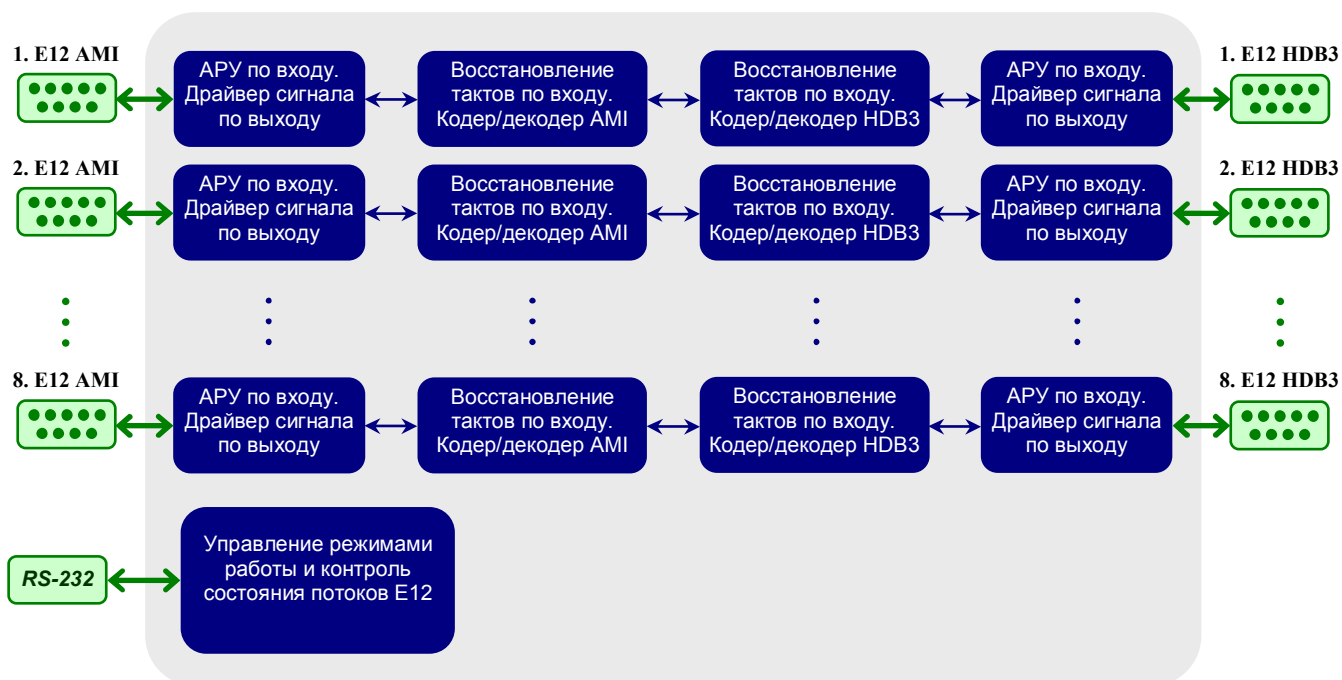 1. E12 AMI
АРУ по входу.
Драйвер сигнала
по выходу
Восстановление
тактов по входу.
Кодер/декодер AMI
Восстановление
тактов по входу.
Кодер/декодер HDB3
АРУ по входу.
Драйвер сигнала
по выходу
1. E12 HDB3
2. E12 AMI
АРУ по входу.
Драйвер сигнала
по выходу
Восстановление
тактов по входу.
Кодер/декодер AMI
Восстановление
тактов по входу.
Кодер/декодер HDB3
АРУ по входу.
Драйвер сигнала
по выходу
2. E12 HDB3
8. E12 AMI
АРУ по входу.
Драйвер сигнала
по выходу
Восстановление
тактов по входу.
Кодер/декодер AMI
Восстановление
тактов по входу.
Кодер/декодер HDB3
АРУ по входу.
Драйвер сигнала
по выходу
8. E12 HDB3
RS-232
Управление режимами
работы и контроль
состояния потоков E12